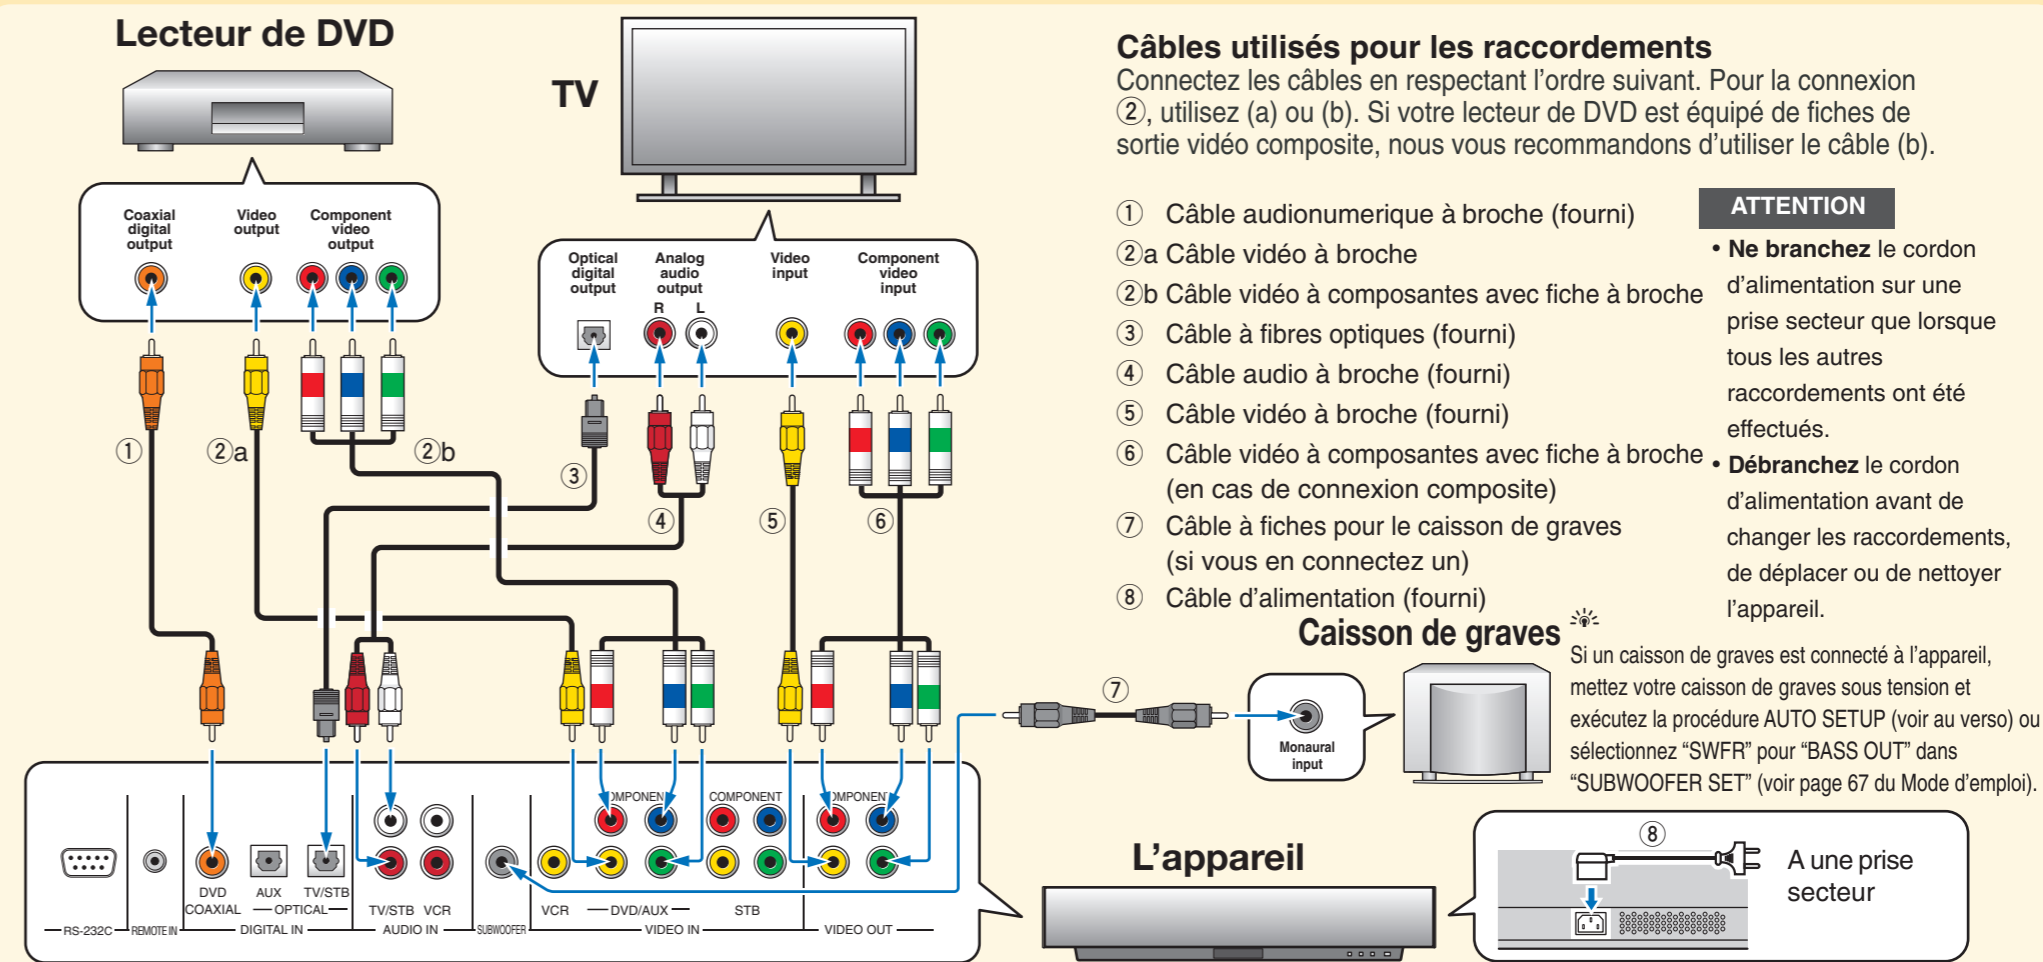 Lecteur de DVD
Coaxial
digital
output
Video
output
Component
video
output
TV
Optical
digital
output
Analog
audio
output
R L
Video
input
Component
video
input
① ②a ②b ③ ④ ⑤ ⑥
Câbles utilisés pour les raccordements
Connectez les câbles en respectant l’ordre suivant. Pour la connexion
②, utilisez (a) ou (b). Si votre lecteur de DVD est équipé de fiches de
sortie vidéo composite, nous vous recommandons d’utiliser le câble (b).
① Câble audionumerique à broche (fourni)
②a Câble vidéo à broche
②b Câble vidéo à composantes avec fiche à broche
③ Câble à fibres optiques (fourni)
④ Câble audio à broche (fourni)
⑤ Câble vidéo à broche (fourni)
⑥ Câble vidéo à composantes avec fiche à broche
(en cas de connexion composite)
⑦ Câble à fiches pour le caisson de graves
(si vous en connectez un)
⑧ Câble d’alimentation (fourni)
ATTENTION
• Ne branchez le cordon
d’alimentation sur une
prise secteur que lorsque
tous les autres
raccordements ont été
effectués.
• Débranchez le cordon
d’alimentation avant de
changer les raccordements,
de déplacer ou de nettoyer
l’appareil.
Caisson de graves
⑦
Monaural
input
Si un caisson de graves est connecté à l’appareil,
mettez votre caisson de graves sous tension et
exécutez la procédure AUTO SETUP (voir au verso) ou
sélectionnez “SWFR” pour “BASS OUT” dans
“SUBWOOFER SET” (voir page 67 du Mode d’emploi).
COMPONENT COMPONENT COMPONENT
DVD
COAXIAL
AUX TV/STB
OPTICAL
TV/STB VCR
VCR DVD/AUX STB
RS-232C REMOTE IN DIGITAL IN AUDIO IN SUBWOOFER VIDEO IN VIDEO OUT
L’appareil
⑧
A une prise
secteur